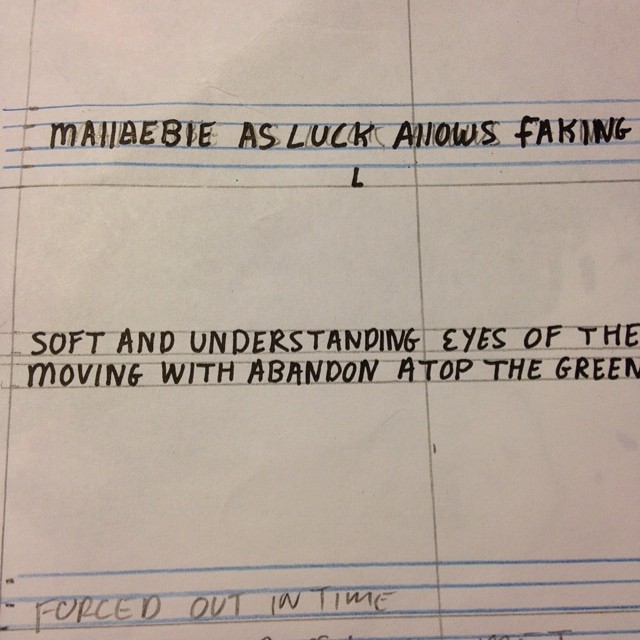 MAllAEBIE AS LUCK AllOWS FAKING
L
SOFT AND UNDERSTANDING EYES OF THE
MOVING WITH ABANDON ATOP THE GREEN
FORCED OUT IN TIME